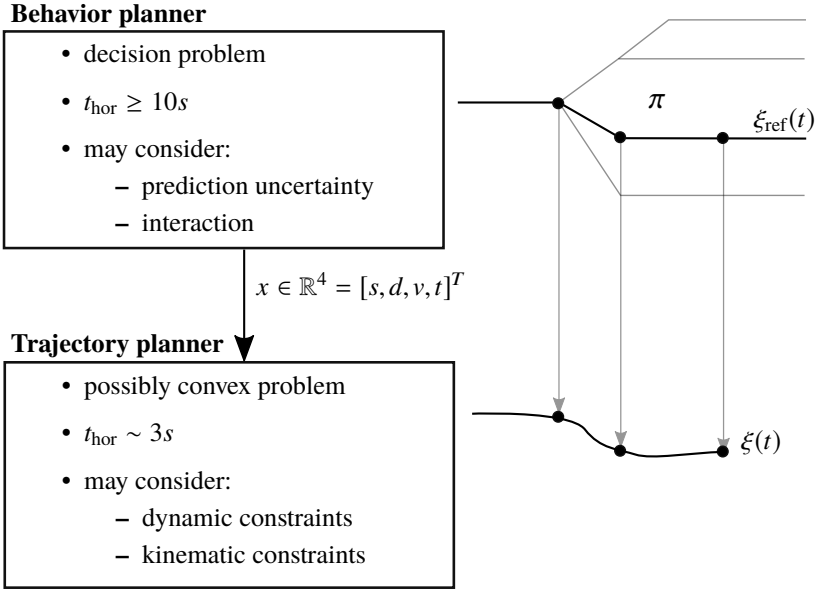 Behavior planner
• decision problem
• t_hor ≥ 10s
• may consider:
– prediction uncertainty
– interaction
π
ξ_ref(t)
x ∈ ℝ⁴ = [s, d, v, t]ᵀ
Trajectory planner
• possibly convex problem
• t_hor ∼ 3s
• may consider:
– dynamic constraints
– kinematic constraints
ξ(t)